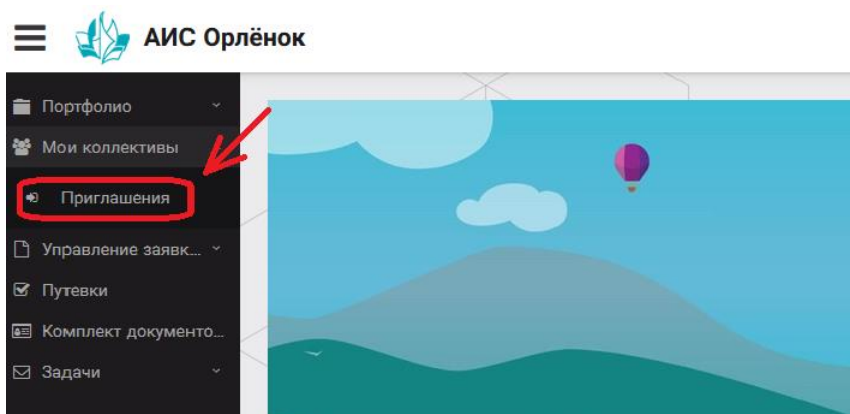 АИС Орлёнок
Портфолио
Мои коллективы
Приглашения
Управление заявк...
Путевки
Комплект документо...
Задачи